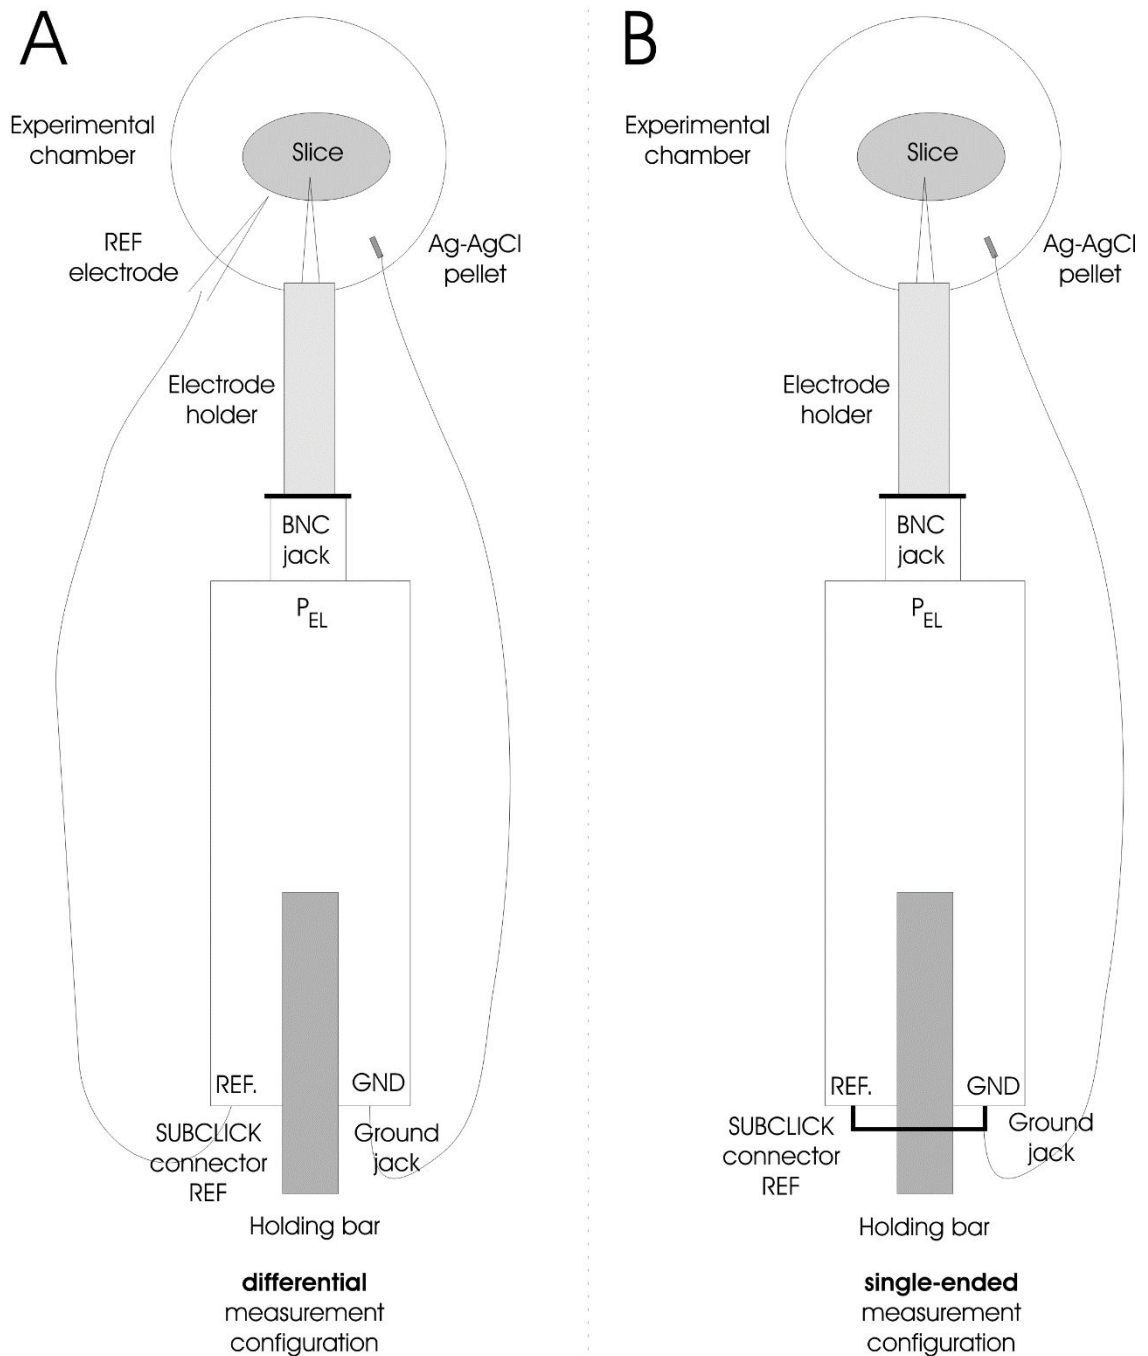 A
Experimental
chamber
Slice
REF
electrode
Ag-AgCl
pellet
Electrode
holder
BNC
jack
PEL
REF.
GND
SUBCLICK
connector
REF
Ground
jack
Holding bar
differential
measurement
configuration
B
Experimental
chamber
Slice
Ag-AgCl
pellet
Electrode
holder
BNC
jack
PEL
REF.
GND
SUBCLICK
connector
REF
Ground
jack
Holding bar
single-ended
measurement
configuration